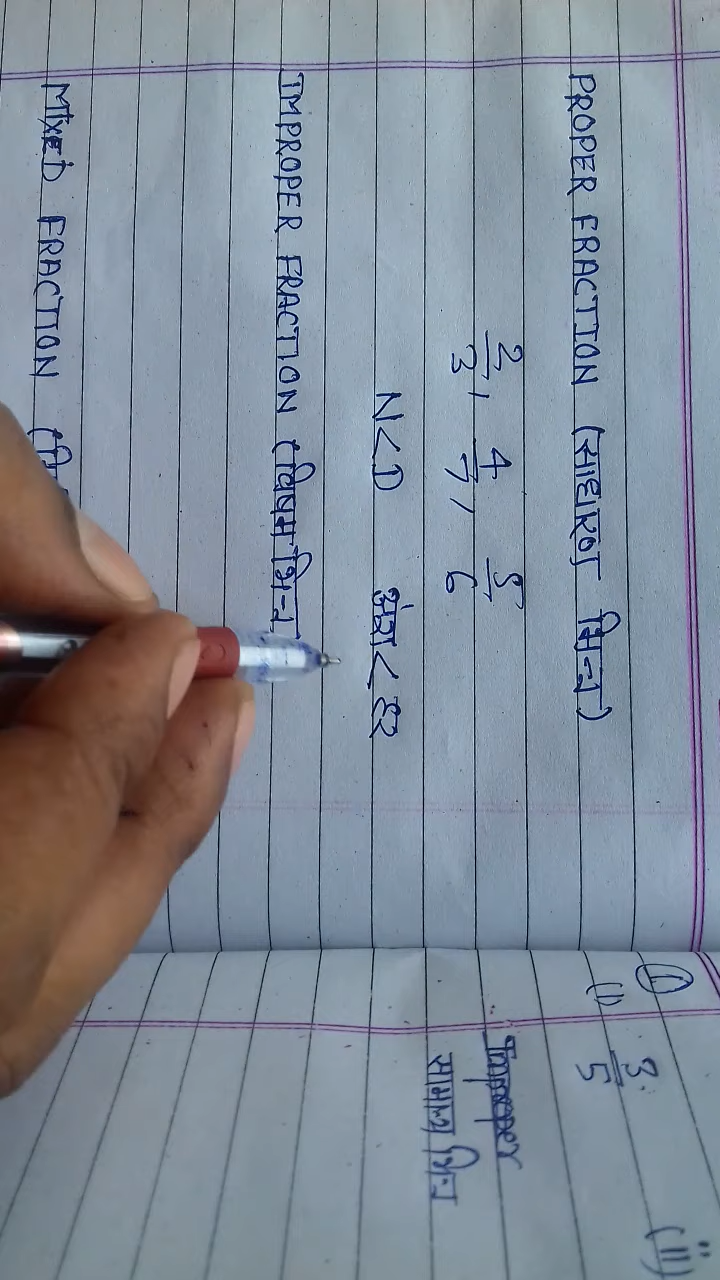 PROPER FRACTION (साधारण भिन्न)
2/3, 4/7, 5/6
N<D अंश < हर
IMPROPER FRACTION (विषम भिन्न
MIXED FRACTION
①
(i) 3/5 (ii)
Improper
सामान्य भिन्न